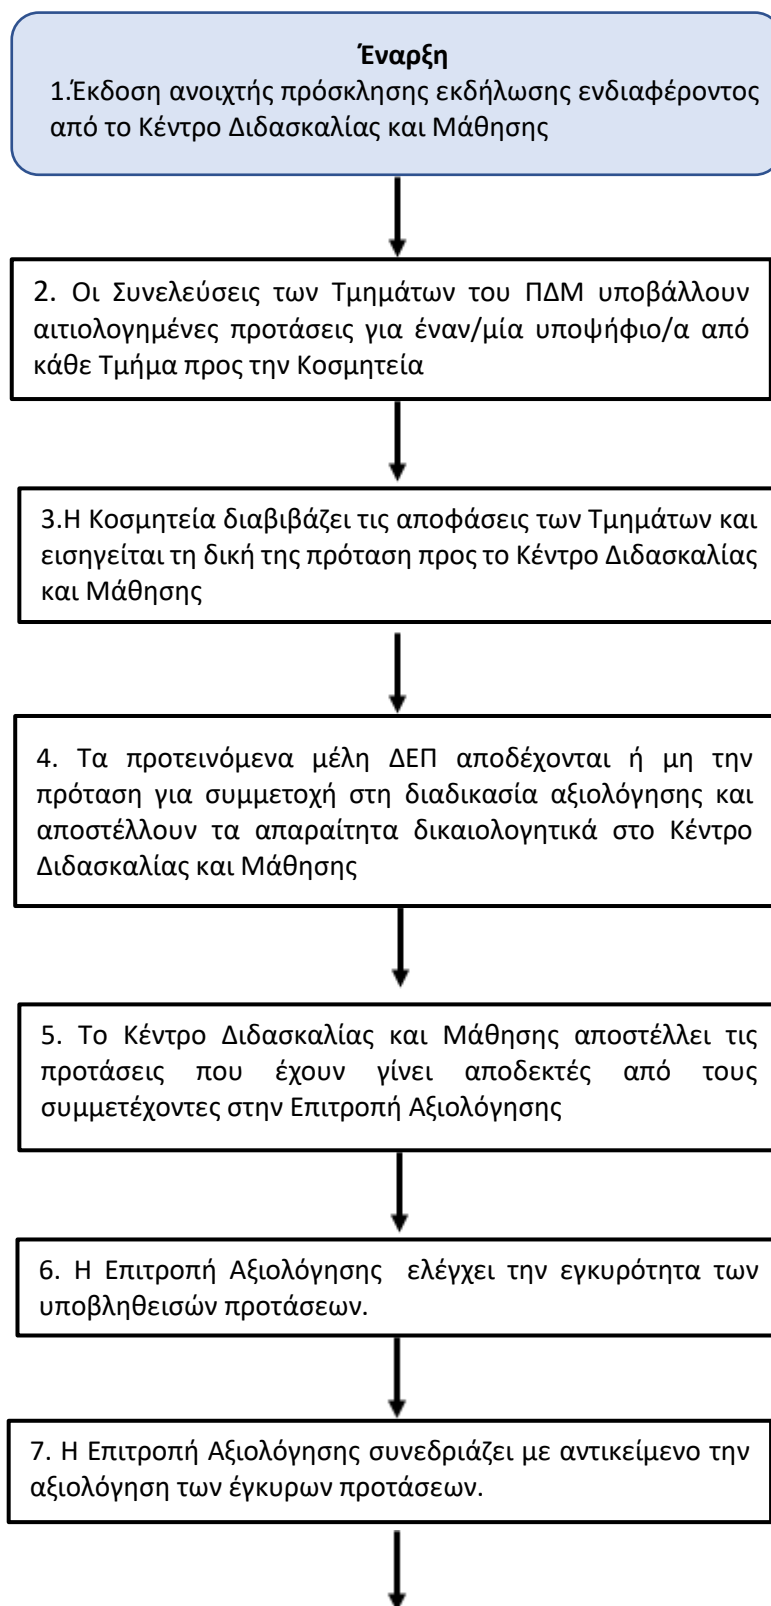 Έναρξη
1.Έκδοση ανοιχτής πρόσκλησης εκδήλωσης ενδιαφέροντος
από το Κέντρο Διδασκαλίας και Μάθησης
2. Οι Συνελεύσεις των Τμημάτων του ΠΔΜ υποβάλλουν
αιτιολογημένες προτάσεις για έναν/μία υποψήφιο/α από
κάθε Τμήμα προς την Κοσμητεία
3.Η Κοσμητεία διαβιβάζει τις αποφάσεις των Τμημάτων και
εισηγείται τη δική της πρόταση προς το Κέντρο Διδασκαλίας
και Μάθησης
4. Τα προτεινόμενα μέλη ΔΕΠ αποδέχονται ή μη την
πρόταση για συμμετοχή στη διαδικασία αξιολόγησης και
αποστέλλουν τα απαραίτητα δικαιολογητικά στο Κέντρο
Διδασκαλίας και Μάθησης
5. Το Κέντρο Διδασκαλίας και Μάθησης αποστέλλει τις
προτάσεις που έχουν γίνει αποδεκτές από τους
συμμετέχοντες στην Επιτροπή Αξιολόγησης
6. Η Επιτροπή Αξιολόγησης ελέγχει την εγκυρότητα των
υποβληθεισών προτάσεων.
7. Η Επιτροπή Αξιολόγησης συνεδριάζει με αντικείμενο την
αξιολόγηση των έγκυρων προτάσεων.